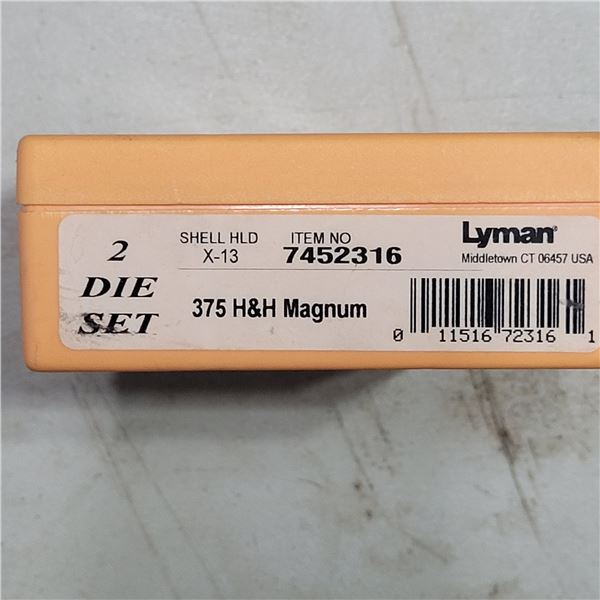 2
DIE
SET
SHELL HLD
X-13
ITEM NO
7452316
375 H&H Magnum
Lyman®
Middletown CT 06457 USA
0 11516 72316 1